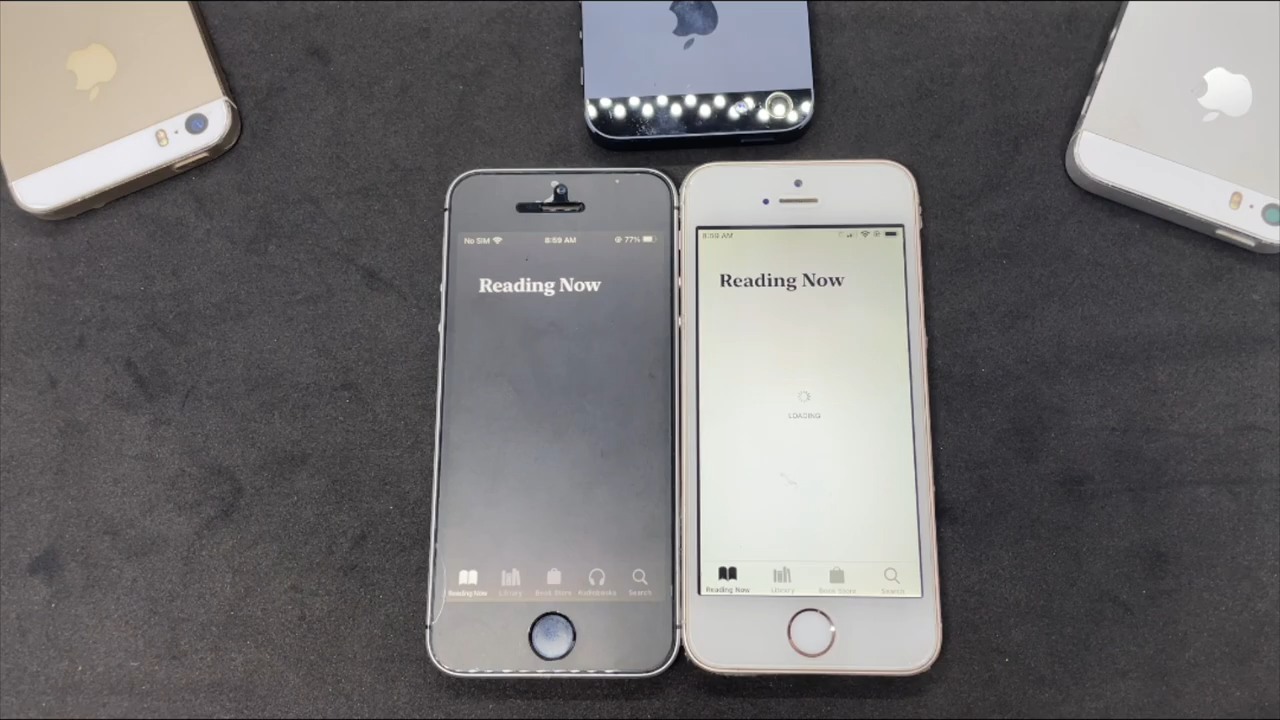 No SIM 8:59 AM 77%
Reading Now
Reading Now Library Book Store Audiobooks Search
8:59 AM
Reading Now
LOADING
Reading Now Library Book Store Search